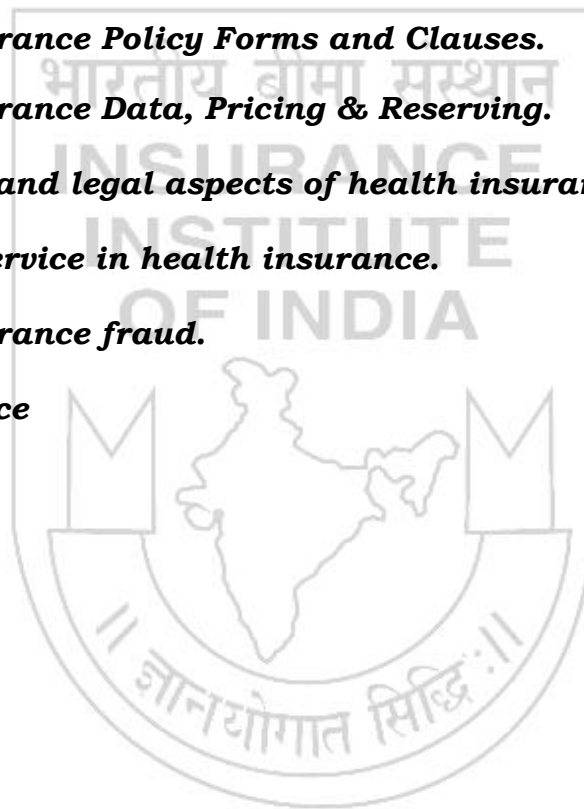 rance Policy Forms and Clauses.
भारतीय बीमा संस्थान
rance Data, Pricing & Reserving.
INSURANCE
and legal aspects of health insuran
INSTITUTE
ervice in health insurance.
OF INDIA
rance fraud.
ce
॥ ज्ञानयोगात सिद्धि :॥